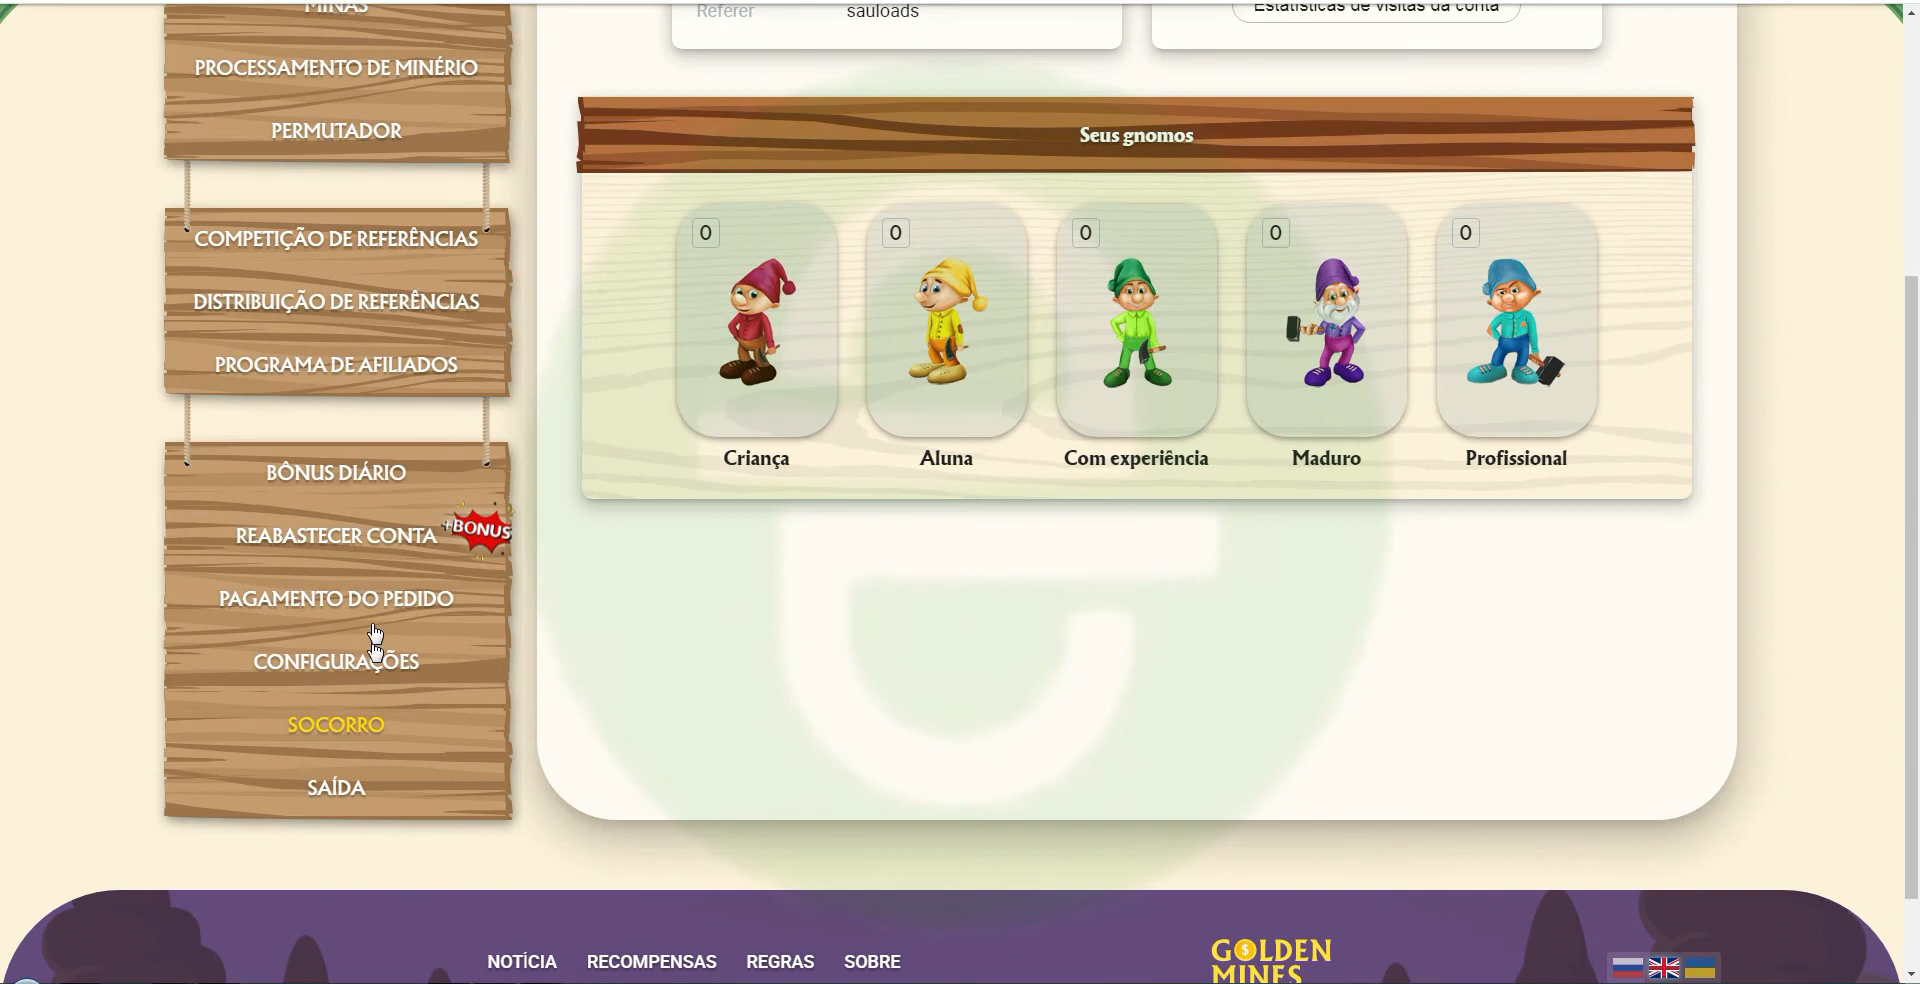 MINAS
PROCESSAMENTO DE MINÉRIO
PERMUTADOR
COMPETIÇÃO DE REFERÊNCIAS
DISTRIBUIÇÃO DE REFERÊNCIAS
PROGRAMA DE AFILIADOS
BÔNUS DIÁRIO
REABASTECER CONTA
+BONUS
PAGAMENTO DO PEDIDO
CONFIGURAÇÕES
SOCORRO
SAÍDA
Referer sauloads
Estatísticas de visitas da conta
Seus gnomos
0 0 0 0 0
Criança Aluna Com experiência Maduro Profissional
NOTÍCIA RECOMPENSAS REGRAS SOBRE
GOLDEN
MINES